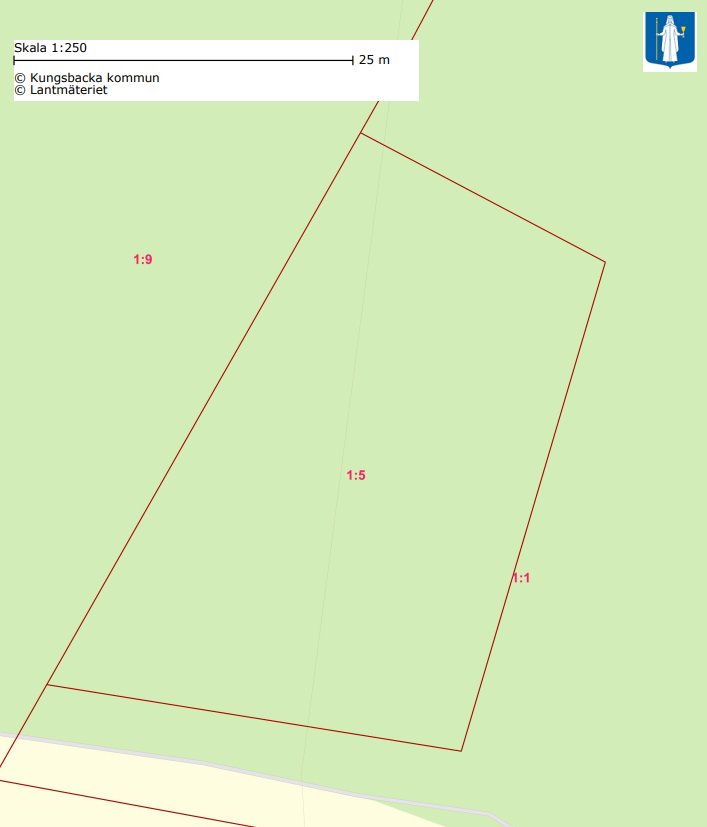 Skala 1:250
25 m
© Kungsbacka kommun
© Lantmäteriet
1:9
1:5
1:1